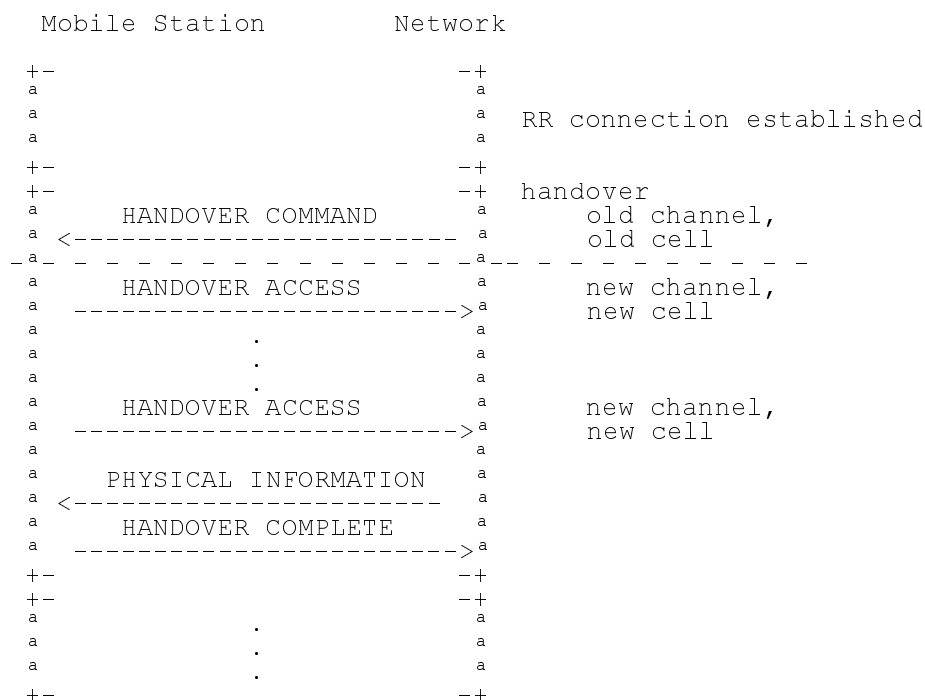 Mobile Station Network
+- -+
a a
a a RR connection established
a a
+- -+
+- -+ handover
a HANDOVER COMMAND a old channel,
a <------------------------ a old cell
a a
- - - - - - - - - - - - - - - -- - - - - - - - - -
a HANDOVER ACCESS a new channel,
a ------------------------>a new cell
a . a
a . a
a . a
a HANDOVER ACCESS a new channel,
a ------------------------>a new cell
a a
a PHYSICAL INFORMATION a
a <----------------------- a
a HANDOVER COMPLETE a
a ------------------------>a
+- -+
+- -+
a . a
a . a
a . a
+- -+